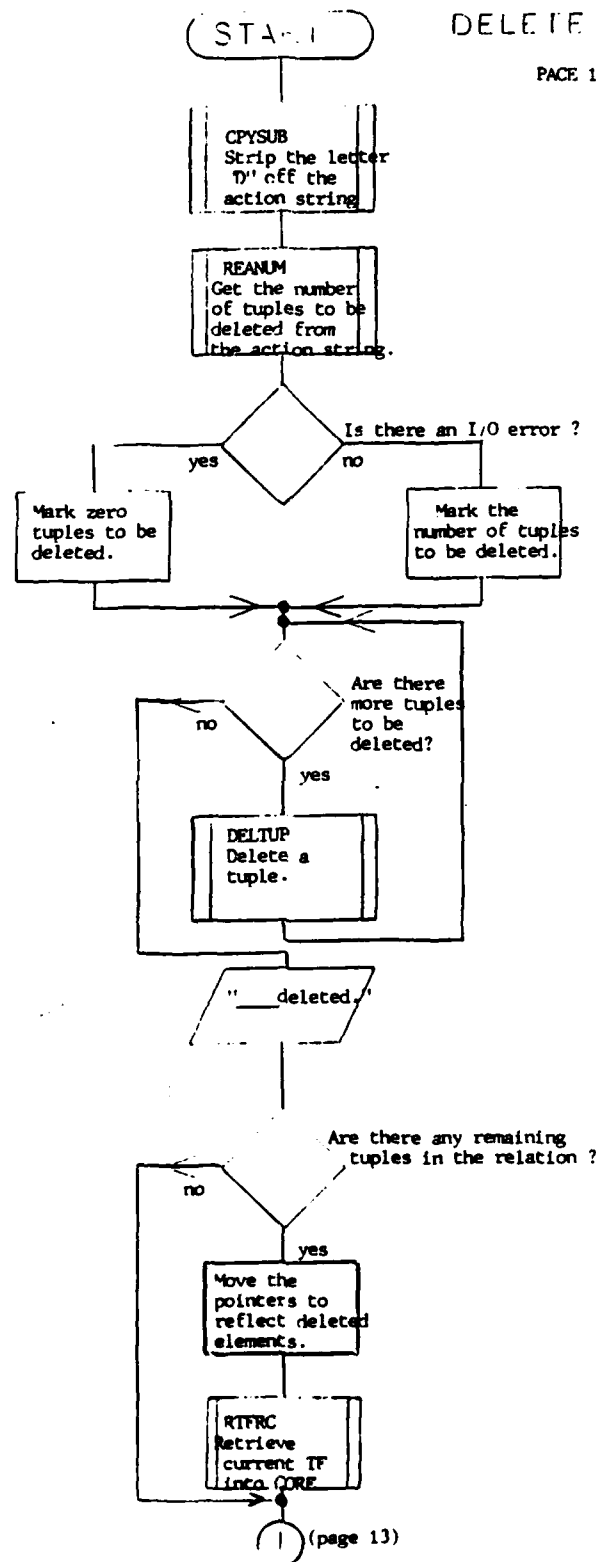 DELETE
PAGE 1
CPYSUB
Strip the letter
"D" off the
action string
REANUM
Get the number
of tuples to be
deleted from
the action string.
Is there an I/O error ?
yes
no
Mark zero
tuples to be
deleted.
Mark the
number of tuples
to be deleted.
Are there
more tuples
to be
deleted?
no
yes
DELTUP
Delete a
tuple.
"___deleted."
Are there any remaining
tuples in the relation ?
no
yes
Move the
pointers to
reflect deleted
elements.
RTFRC
Retrieve
current TF
into CORE
1 (page 13)